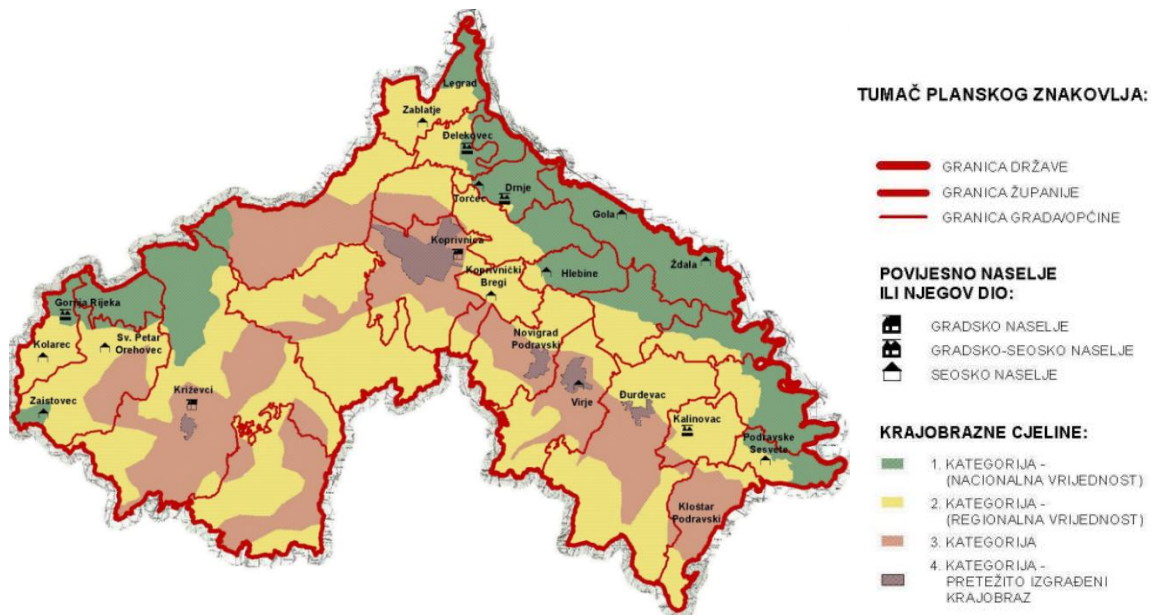 Legrad
Zablatje
Đelekovec
Torčec
Drnje
Gola
Koprivnica
Koprivnički
Bregi
Hlebine
Ždala
Gornja Rijeka
Kolarec
Sv. Petar
Orehovec
Zaistovec
Križevci
Novigrad
Podravski
Virje
Đurđevac
Kalinovac
Podravske
Sesvete
Kloštar
Podravski
TUMAČ PLANSKOG ZNAKOVLJA:
GRANICA DRŽAVE
GRANICA ŽUPANIJE
GRANICA GRADA/OPĆINE
POVIJESNO NASELJE
ILI NJEGOV DIO:
GRADSKO NASELJE
GRADSKO-SEOSKO NASELJE
SEOSKO NASELJE
KRAJOBRAZNE CJELINE:
1. KATEGORIJA -
(NACIONALNA VRIJEDNOST)
2. KATEGORIJA -
(REGIONALNA VRIJEDNOST)
3. KATEGORIJA
4. KATEGORIJA -
PRETEŽITO IZGRAĐENI
KRAJOBRAZ